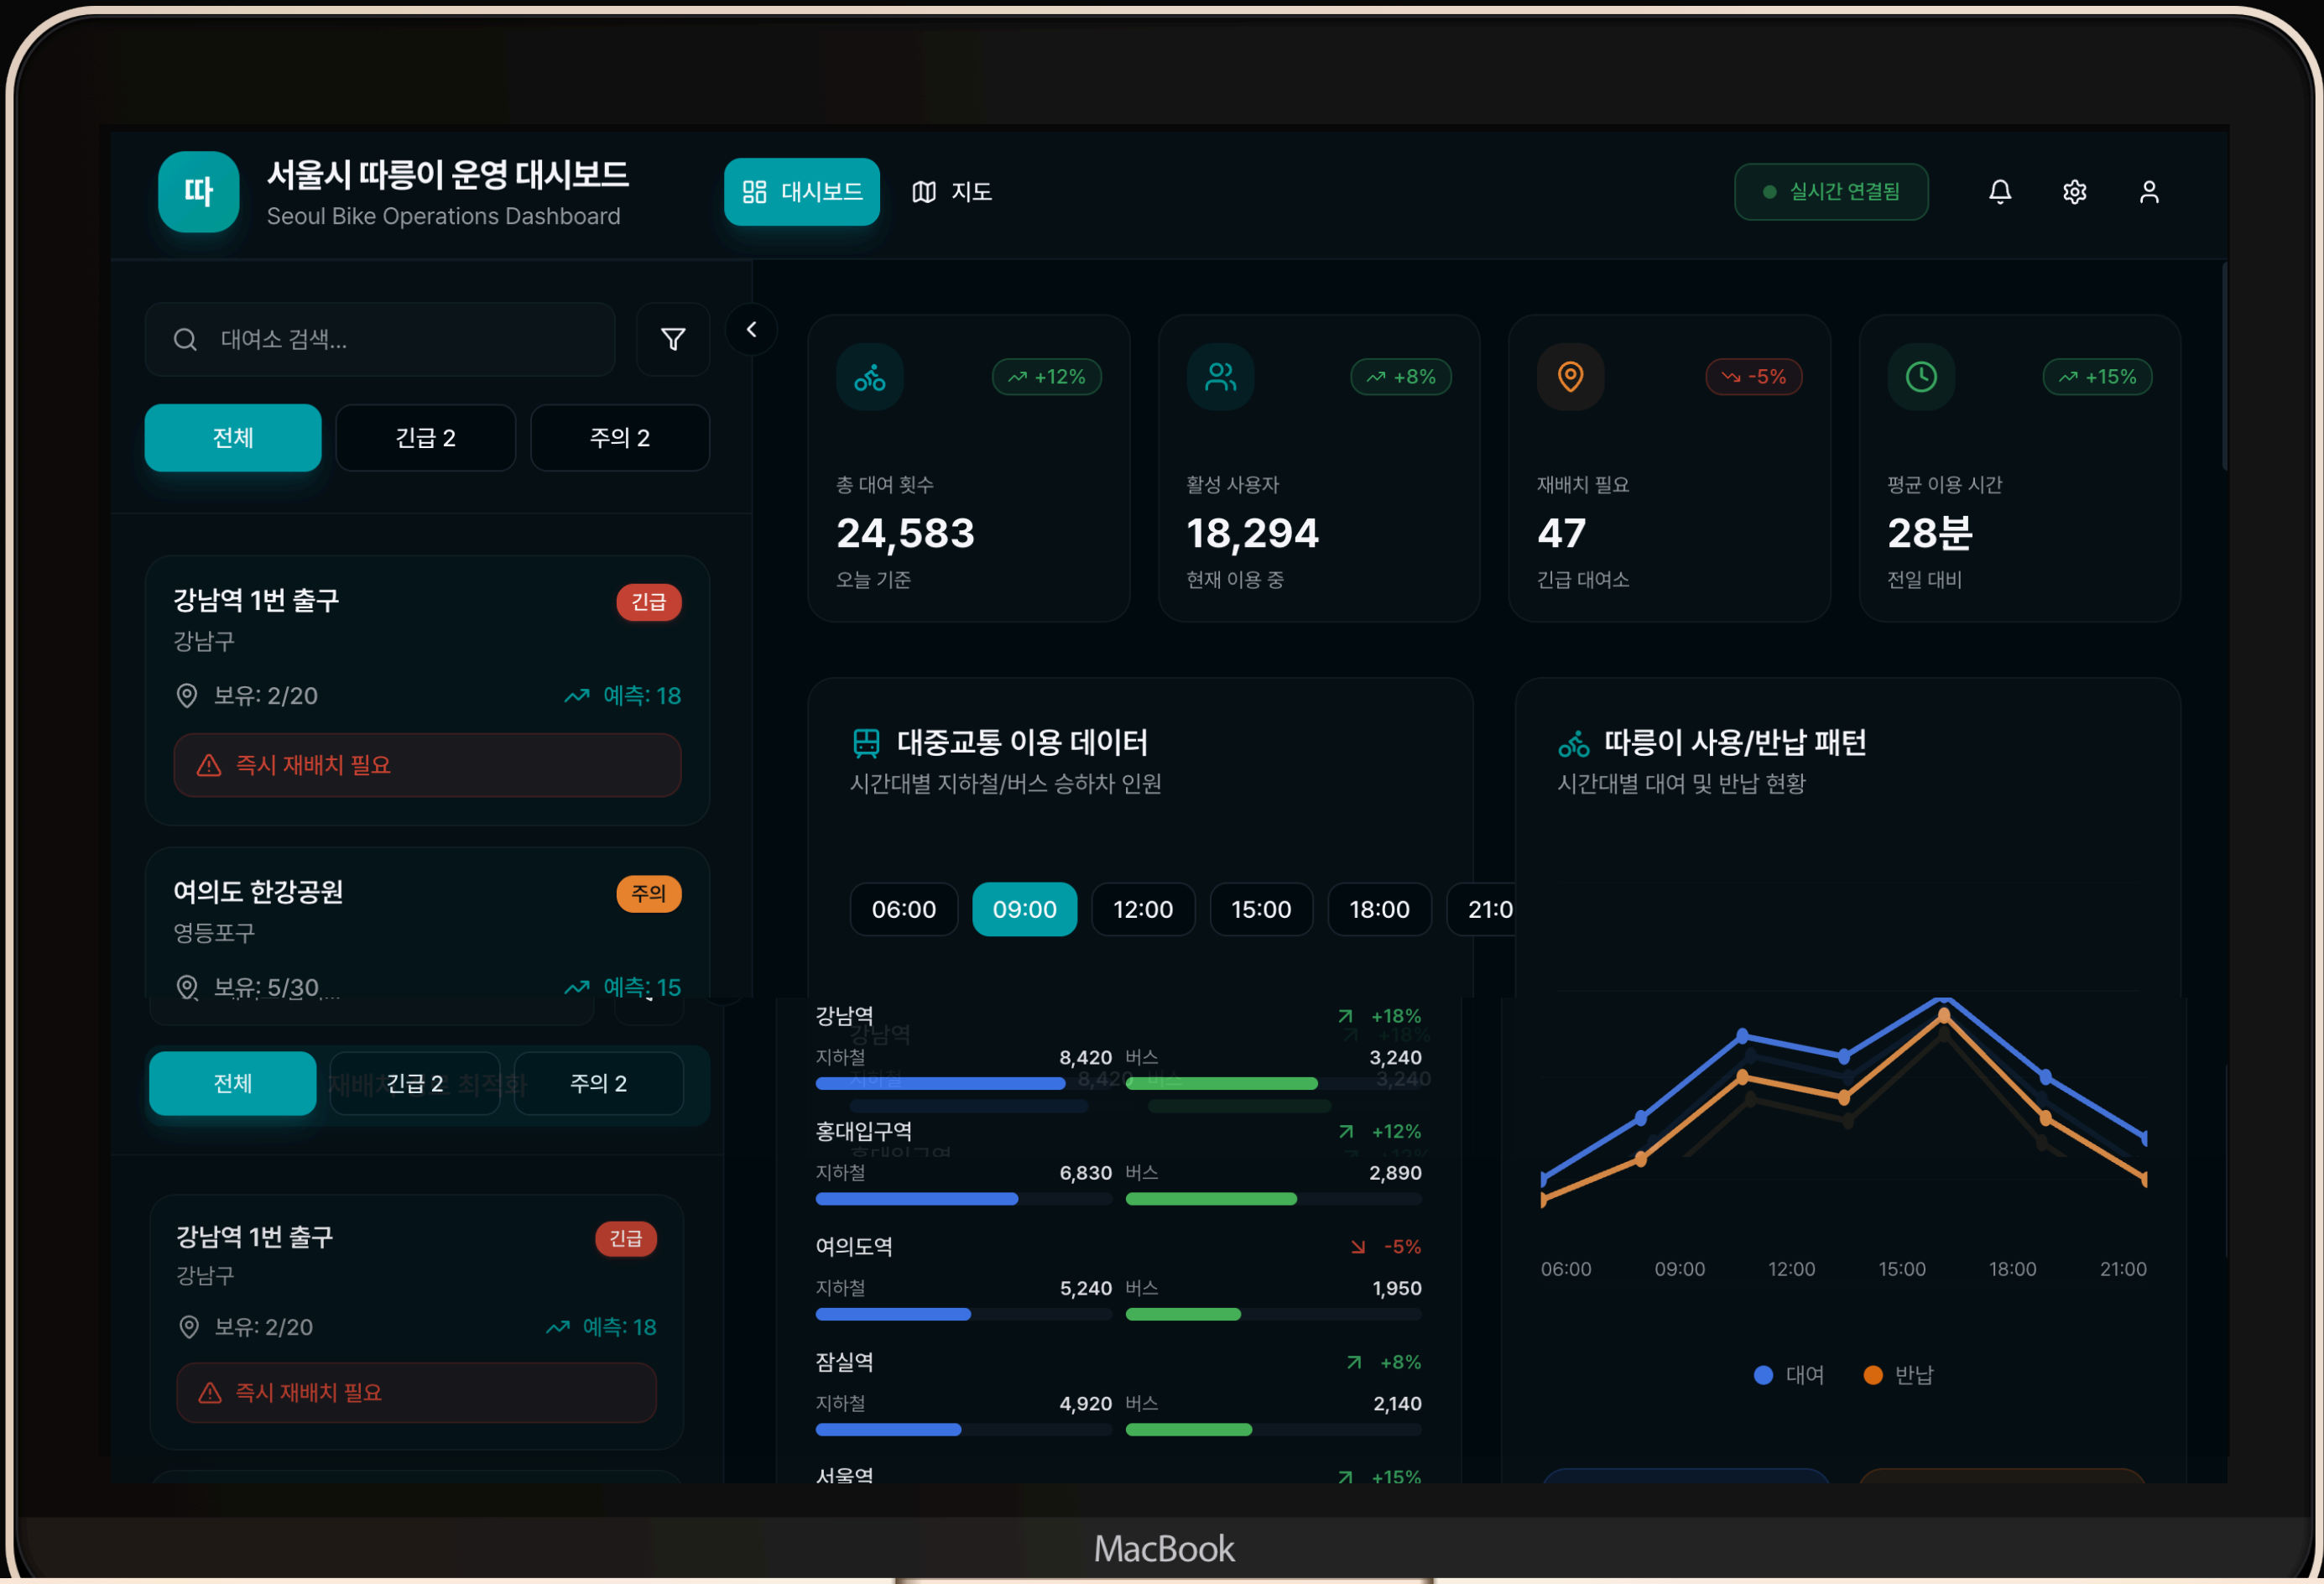 따
서울시 따릉이 운영 대시보드
Seoul Bike Operations Dashboard
대시보드
지도
실시간 연결됨
대여소 검색...
전체
긴급 2
주의 2
강남역 1번 출구
긴급
강남구
보유: 2/20
예측: 18
즉시 재배치 필요
여의도 한강공원
주의
영등포구
보유: 5/30
예측: 15
전체
긴급 2
주의 2
강남역 1번 출구
긴급
강남구
보유: 2/20
예측: 18
즉시 재배치 필요
+12%
총 대여 횟수
24,583
오늘 기준
+8%
활성 사용자
18,294
현재 이용 중
-5%
재배치 필요
47
긴급 대여소
+15%
평균 이용 시간
28분
전일 대비
대중교통 이용 데이터
시간대별 지하철/버스 승하차 인원
06:00
09:00
12:00
15:00
18:00
21:0
강남역
+18%
지하철 8,420 버스 3,240
홍대입구역
+12%
지하철 6,830 버스 2,890
여의도역
-5%
지하철 5,240 버스 1,950
잠실역
+8%
지하철 4,920 버스 2,140
서울역
+15%
따릉이 사용/반납 패턴
시간대별 대여 및 반납 현황
06:00
09:00
12:00
15:00
18:00
21:00
대여
반납
MacBook